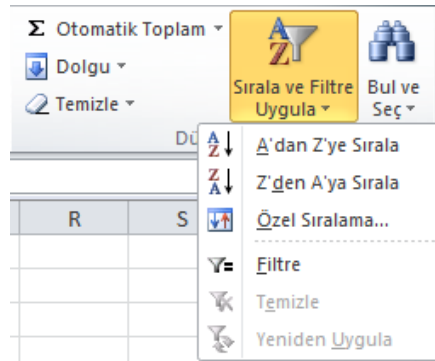 Σ Otomatik Toplam
Dolgu
Temizle
Sırala ve Filtre
Uygula
Bul ve
Seç
Dü
A'dan Z'ye Sırala
Z'den A'ya Sırala
Özel Sıralama...
Filtre
Temizle
Yeniden Uygula
R S